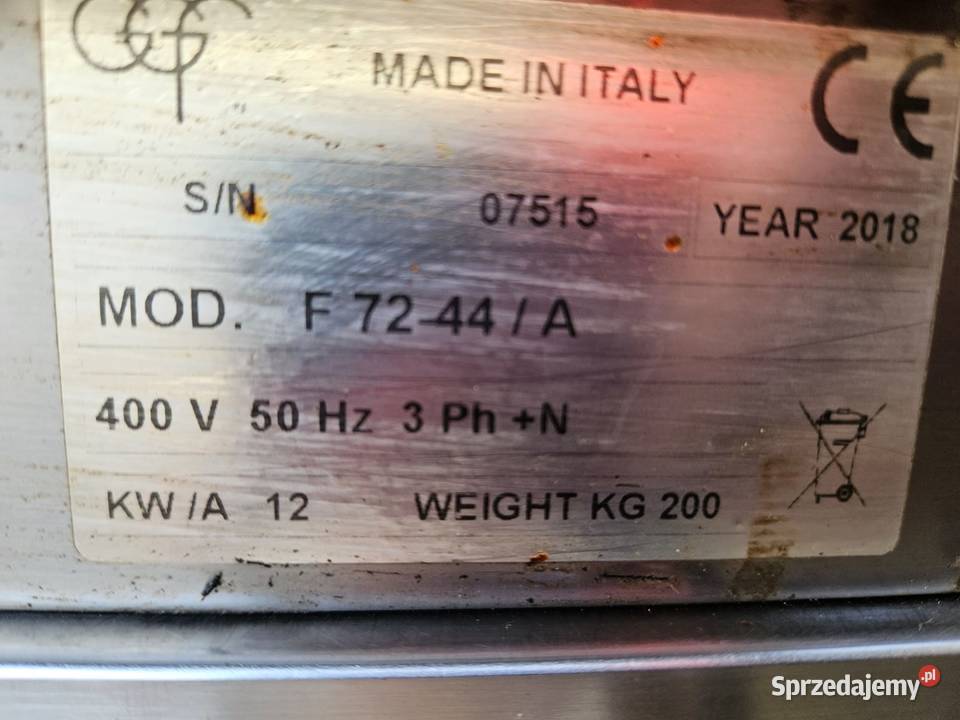 GGF
MADE IN ITALY
CE
S/N 07515 YEAR 2018
MOD. F 72-44 / A
400 V 50 Hz 3 Ph +N
KW /A 12 WEIGHT KG 200
Sprzedajemy.pl